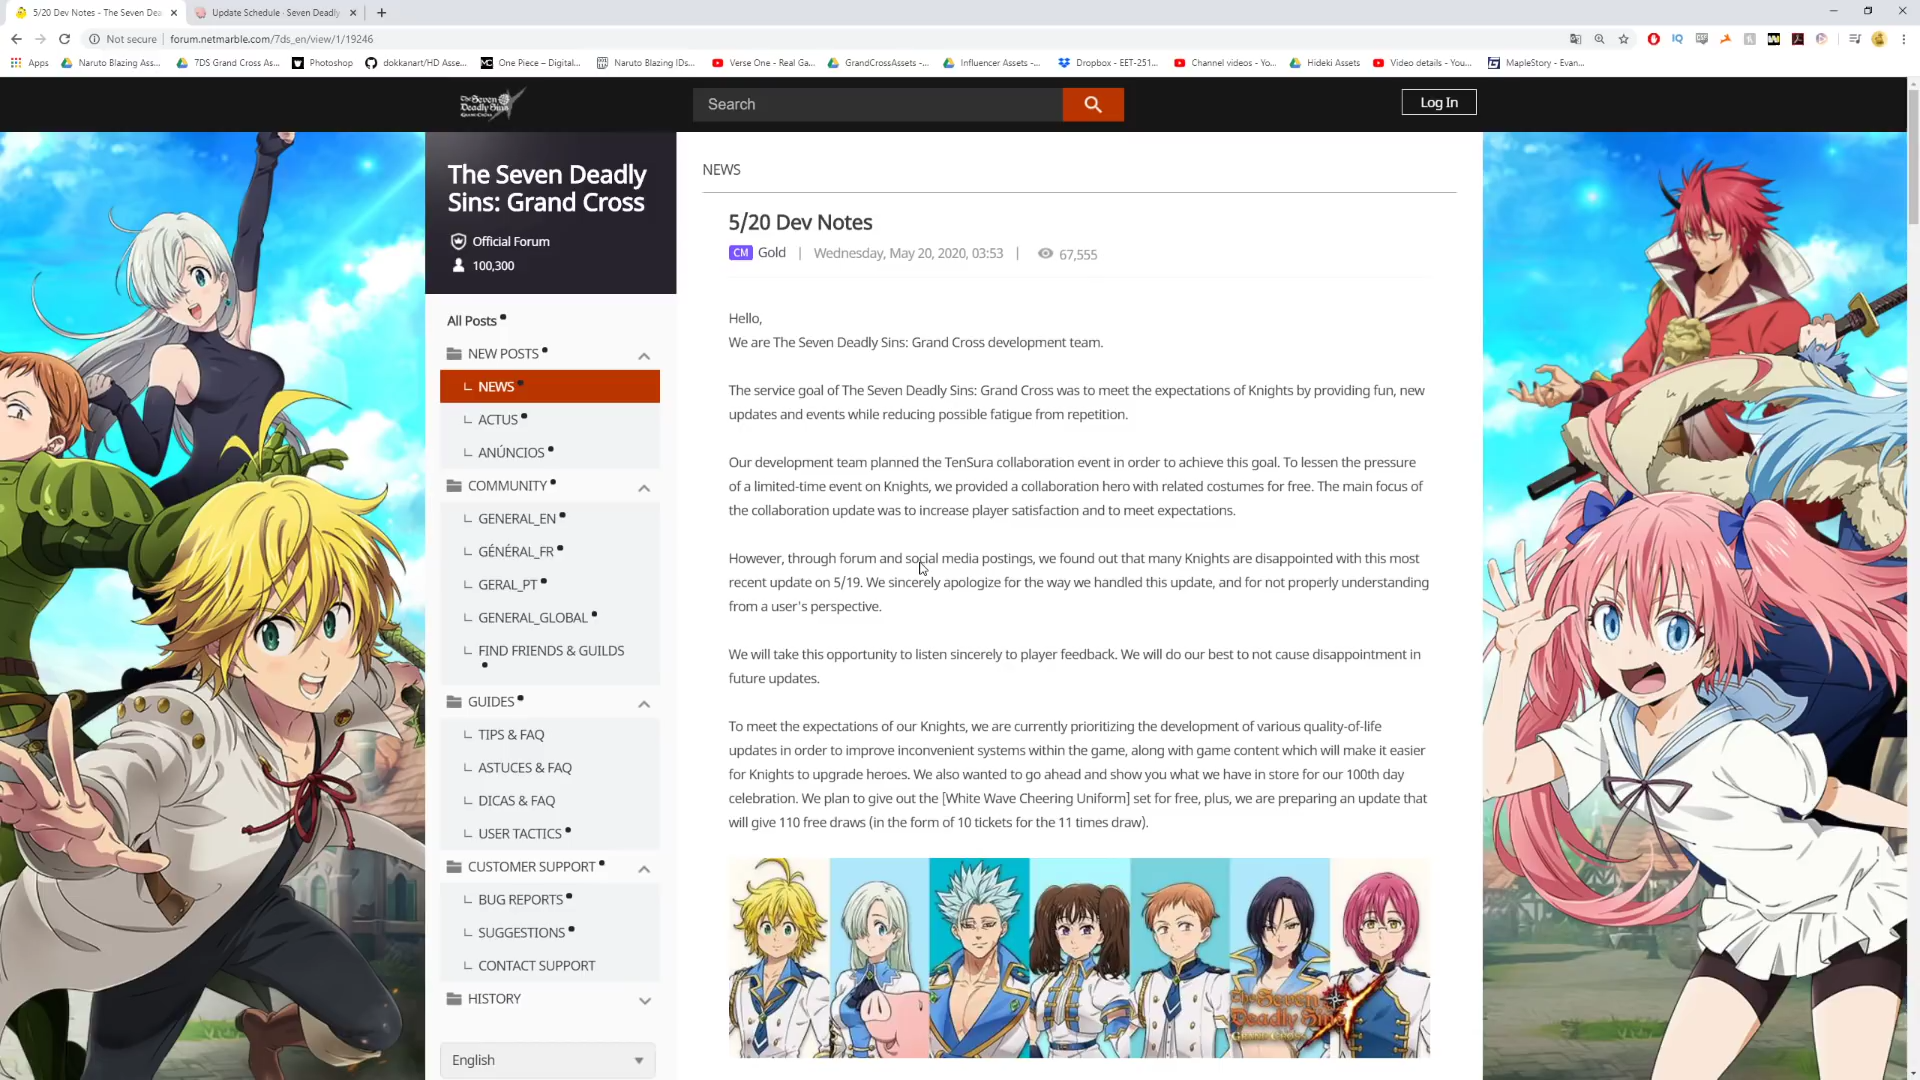 5/20 Dev Notes - The Seven Dea
Update Schedule · Seven Deadly
Not secure | forum.netmarble.com/7ds_en/view/1/19246
Apps Naruto Blazing Ass... 7DS Grand Cross As... Photoshop dokkanart/HD Asse... One Piece – Digital... Naruto Blazing IDs... Verse One - Real Ga... GrandCrossAssets -... Influencer Assets -... Dropbox - EET-251... Channel videos - Yo... Hideki Assets Video details - You... MapleStory - Evan...
The Seven Deadly Sins Grand Cross
Search
Log In
The Seven Deadly
Sins: Grand Cross
Official Forum
100,300
All Posts
NEW POSTS
NEWS
ACTUS
ANÚNCIOS
COMMUNITY
GENERAL_EN
GÉNÉRAL_FR
GERAL_PT
GENERAL_GLOBAL
FIND FRIENDS & GUILDS
GUIDES
TIPS & FAQ
ASTUCES & FAQ
DICAS & FAQ
USER TACTICS
CUSTOMER SUPPORT
BUG REPORTS
SUGGESTIONS
CONTACT SUPPORT
HISTORY
English
NEWS
5/20 Dev Notes
CM Gold | Wednesday, May 20, 2020, 03:53 | 67,555
Hello,
We are The Seven Deadly Sins: Grand Cross development team.
The service goal of The Seven Deadly Sins: Grand Cross was to meet the expectations of Knights by providing fun, new
updates and events while reducing possible fatigue from repetition.
Our development team planned the TenSura collaboration event in order to achieve this goal. To lessen the pressure
of a limited-time event on Knights, we provided a collaboration hero with related costumes for free. The main focus of
the collaboration update was to increase player satisfaction and to meet expectations.
However, through forum and social media postings, we found out that many Knights are disappointed with this most
recent update on 5/19. We sincerely apologize for the way we handled this update, and for not properly understanding
from a user's perspective.
We will take this opportunity to listen sincerely to player feedback. We will do our best to not cause disappointment in
future updates.
To meet the expectations of our Knights, we are currently prioritizing the development of various quality-of-life
updates in order to improve inconvenient systems within the game, along with game content which will make it easier
for Knights to upgrade heroes. We also wanted to go ahead and show you what we have in store for our 100th day
celebration. We plan to give out the [White Wave Cheering Uniform] set for free, plus, we are preparing an update that
will give 110 free draws (in the form of 10 tickets for the 11 times draw).
The Seven
Deadly Sins
GRAND CROSS